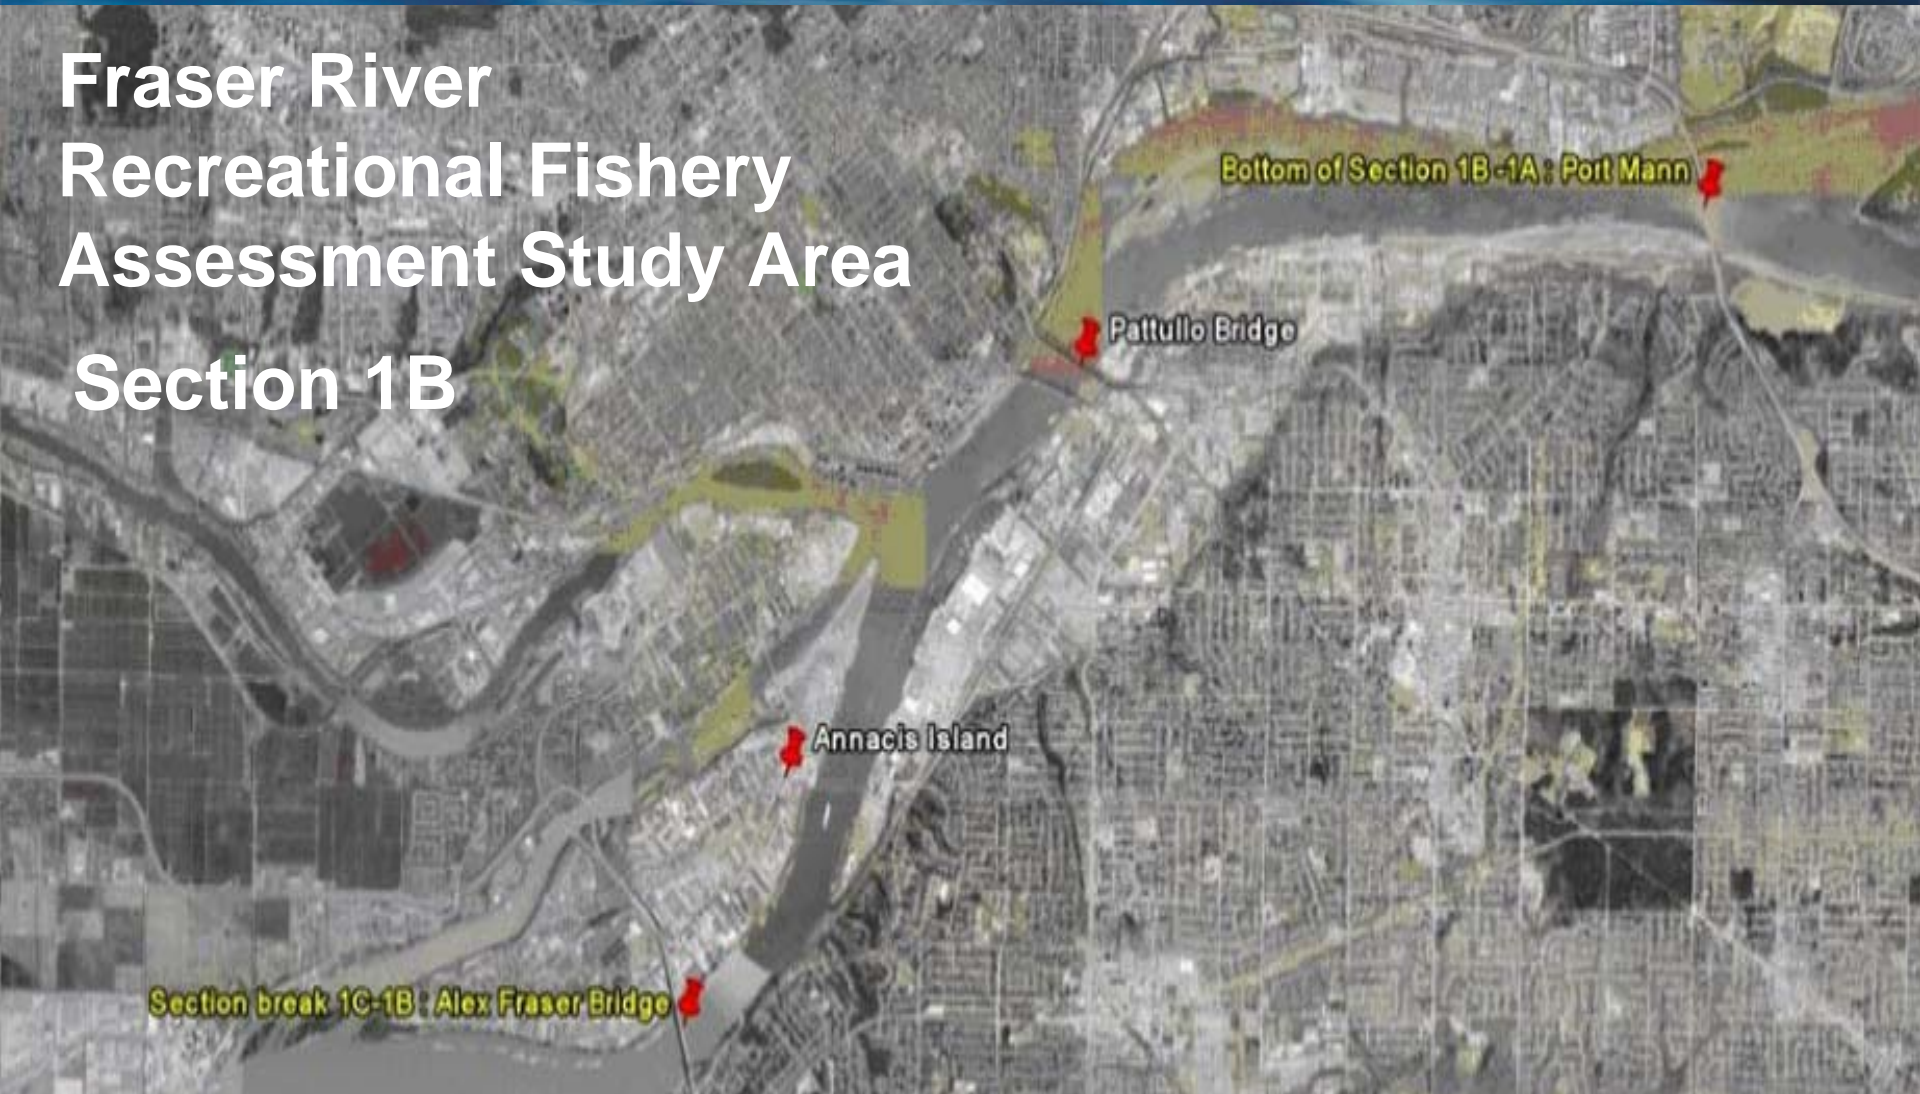 Fraser River
Recreational Fishery
Assessment Study Area
Section 1B
Bottom of Section 1B -1A : Port Mann
Pattullo Bridge
Annacis Island
Section break 1C-1B : Alex Fraser Bridge